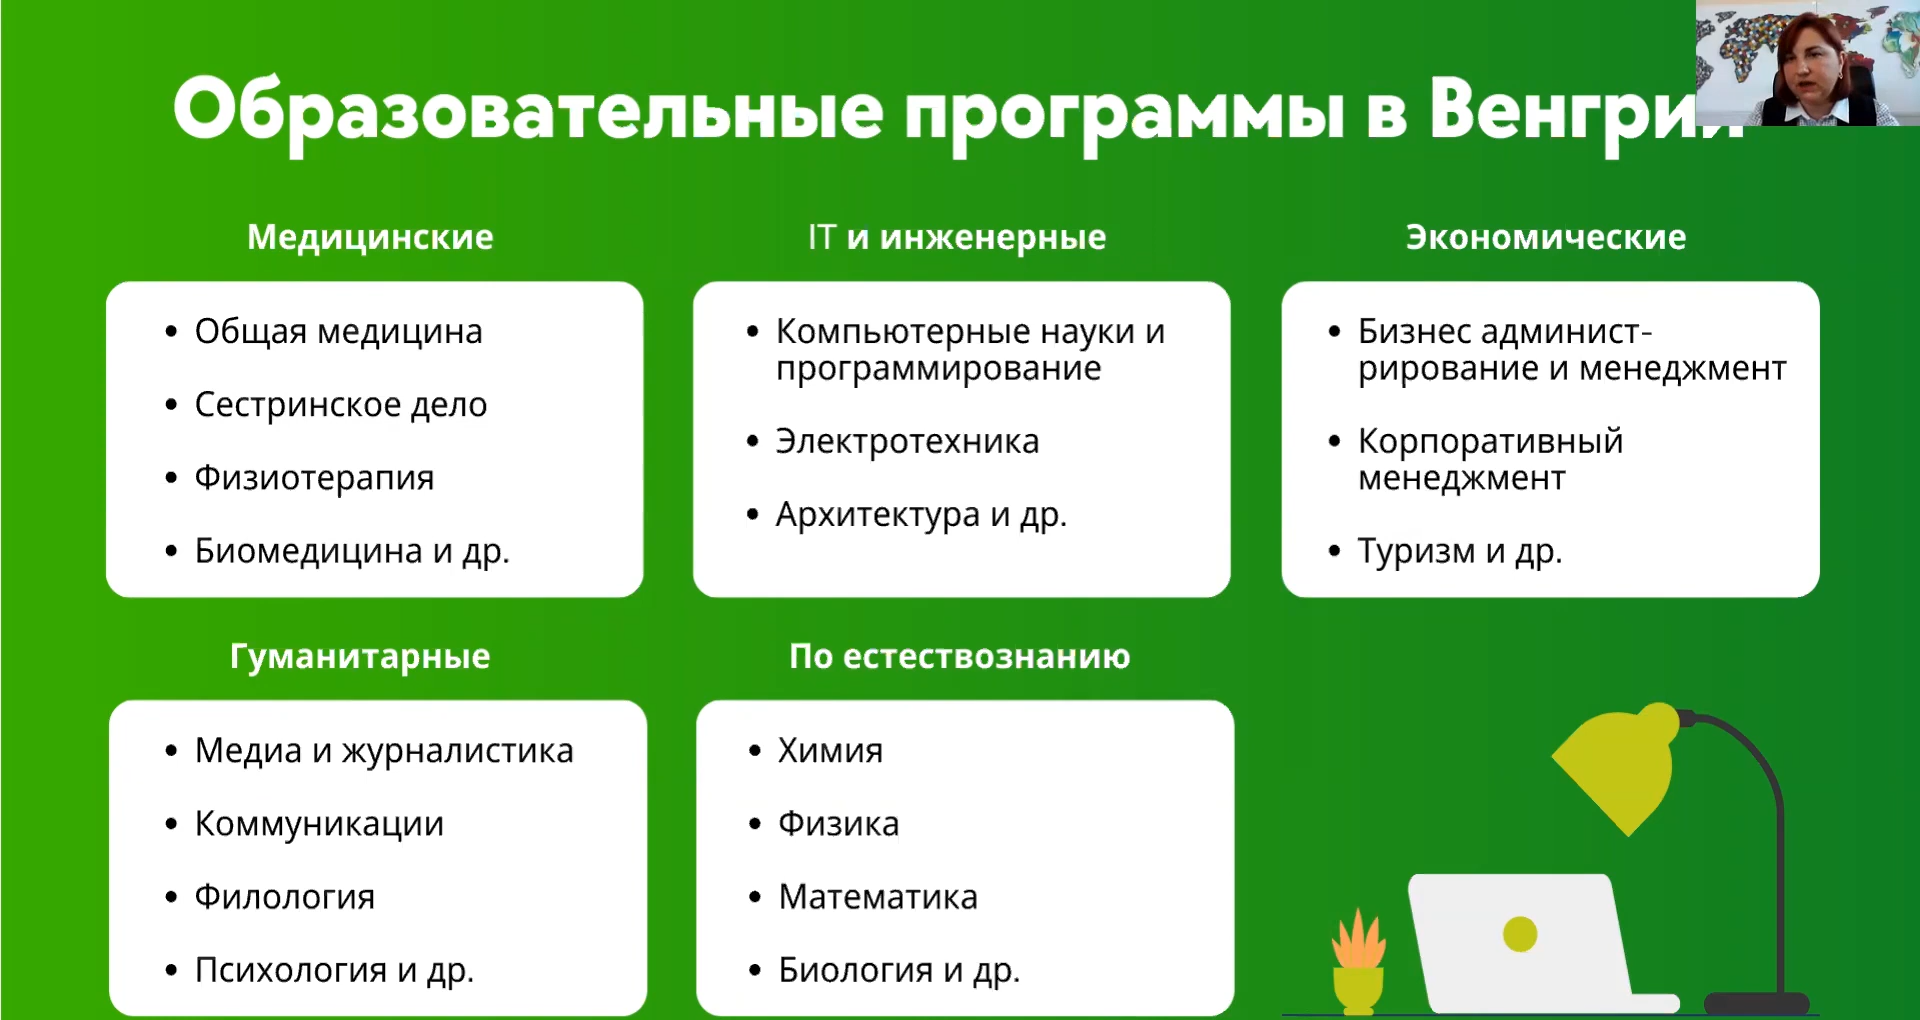 Образовательные программы в Венгрии
Медицинские
• Общая медицина
• Сестринское дело
• Физиотерапия
• Биомедицина и др.
IT и инженерные
• Компьютерные науки и
программирование
• Электротехника
• Архитектура и др.
Экономические
• Бизнес админист-
рирование и менеджмент
• Корпоративный
менеджмент
• Туризм и др.
Гуманитарные
• Медиа и журналистика
• Коммуникации
• Филология
• Психология и др.
По естествознанию
• Химия
• Физика
• Математика
• Биология и др.